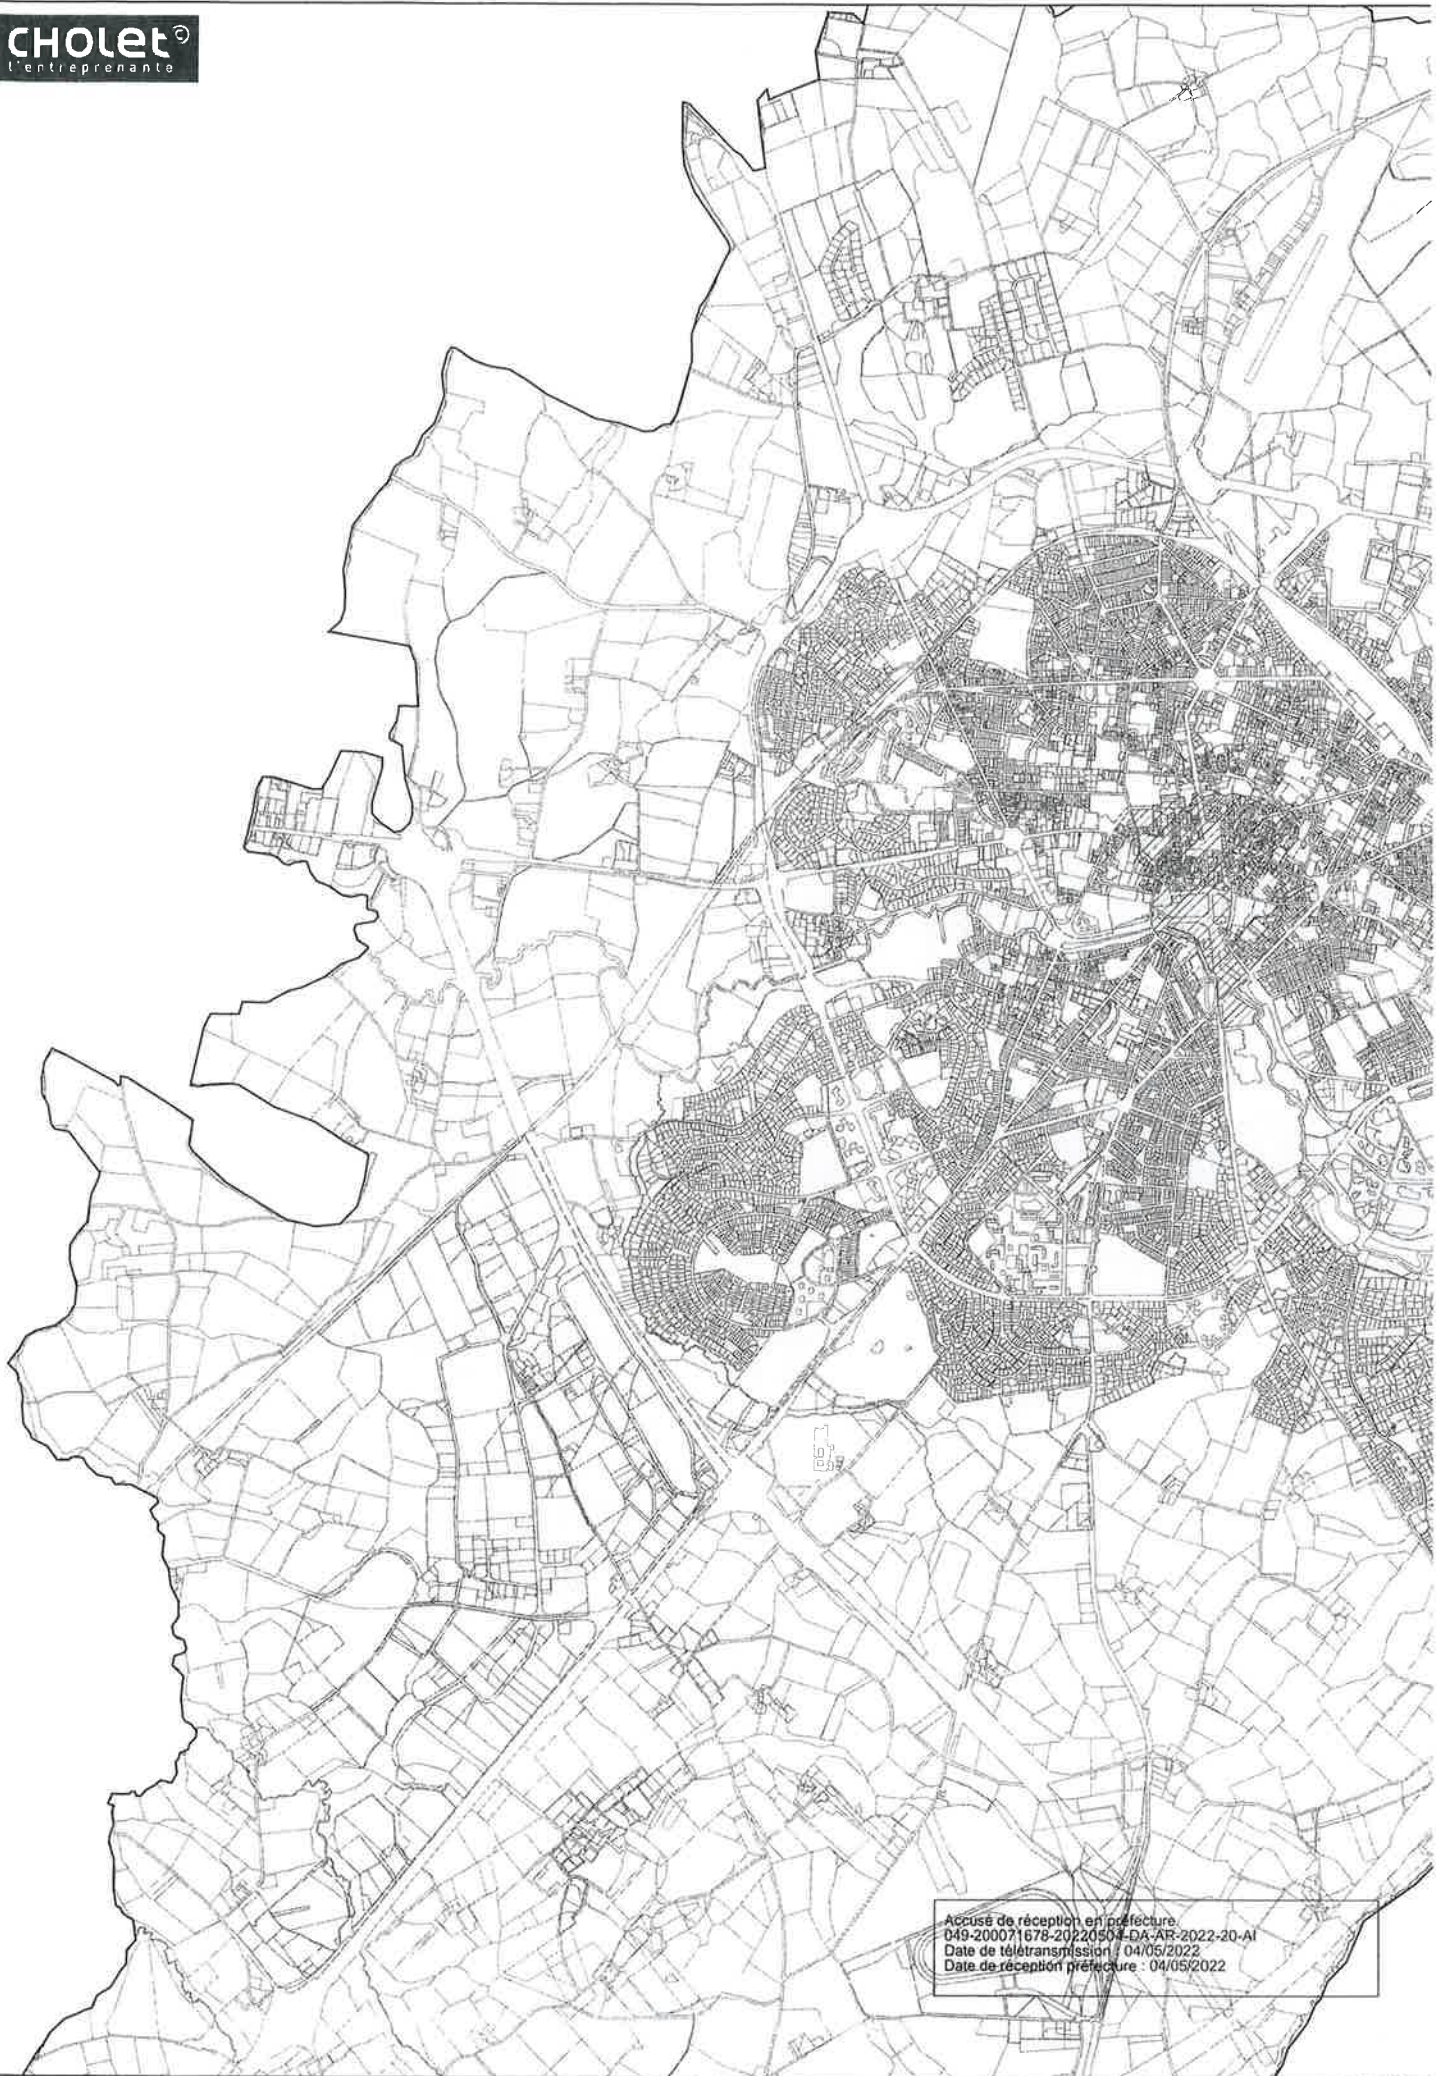 CHOLET©
l'entreprenante
Accusé de réception en préfecture
049-200071678-20220504-DA-AR-2022-20-AI
Date de télétransmission : 04/05/2022
Date de réception préfecture : 04/05/2022